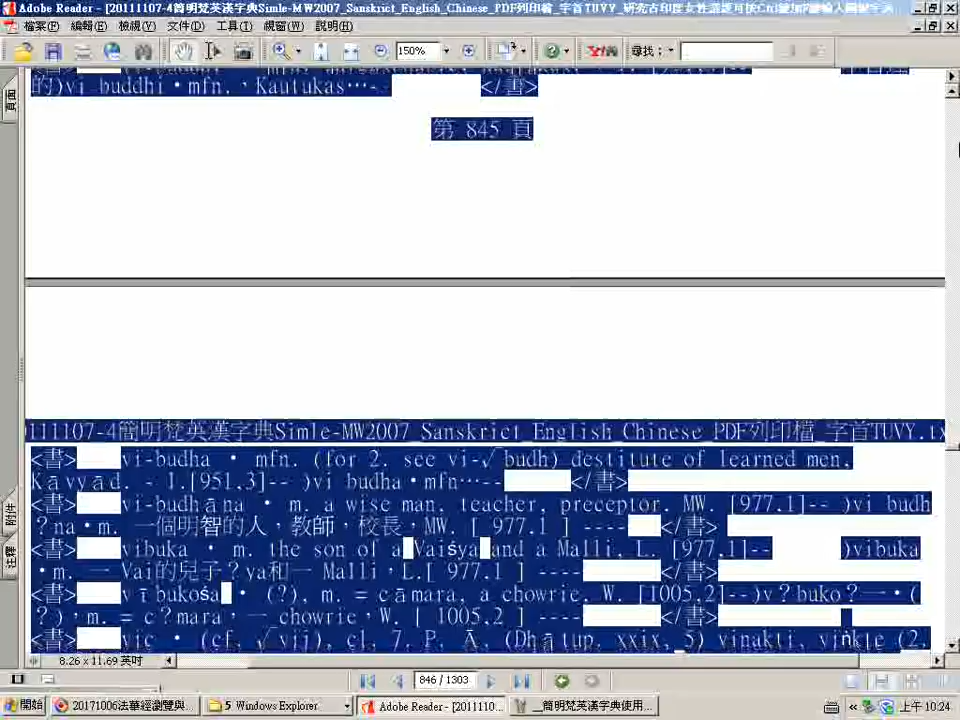 Adobe Reader - [20111107-4簡明梵英漢字典Simle-MW2007_Sanskrict_English_Chinese_PDF列印檔_字首TUVY_研究古印度女性議題可按Ctrl鍵加F鍵輸入關鍵字
檔案(F) 編輯(E) 檢視(V) 文件(D) 工具(T) 視窗(W) 說明(H)
150% Y! 尋找：
頁面
的)vi buddhi‧mfn.，Kautukas…-- </書>
第 845 頁
111107-4簡明梵英漢字典Simle-MW2007_Sanskrict_English_Chinese_PDF列印檔_字首TUVY.tx
<書> vi-budha ‧ mfn. (for 2. see vi-√ budh) destitute of learned men,
Kāvyād. - 1.[951,3]-- )vi budha‧mfn…-- </書>
<書> vi-budhāna ‧ m. a wise man, teacher, preceptor. MW. [977.1]-- )vi budh
?na‧m. 一個明智的人，教師，校長，MW. [ 977.1 ] ---- </書>
<書> vibuka ‧ m. the son of a Vaiśya and a Malli. L. [977,1]-- )vibuka
‧m. 一 Vai的兒子？ya和一 Malli，L.[ 977.1 ] ---- </書>
<書> vībukośa ‧ (?), m. = cāmara, a chowrie, W. [1005,2]--)v？buko？一‧(
?)，m. = c？mara， _chowrie，W. [ 1005.2 ] ---- </書>
<書> vic ‧ (cf. √ vij), cl. 7. P. Ā. (Dhātup. xxix, 5) vinakti, viṅkte (2.
附件
注釋
8.26 x 11.69 英吋
846 / 1303
開始 20171006法華經瀏覽與... 5 Windows Explorer Adobe Reader - [201110... __簡明梵英漢字典使用... « 上午 10:24